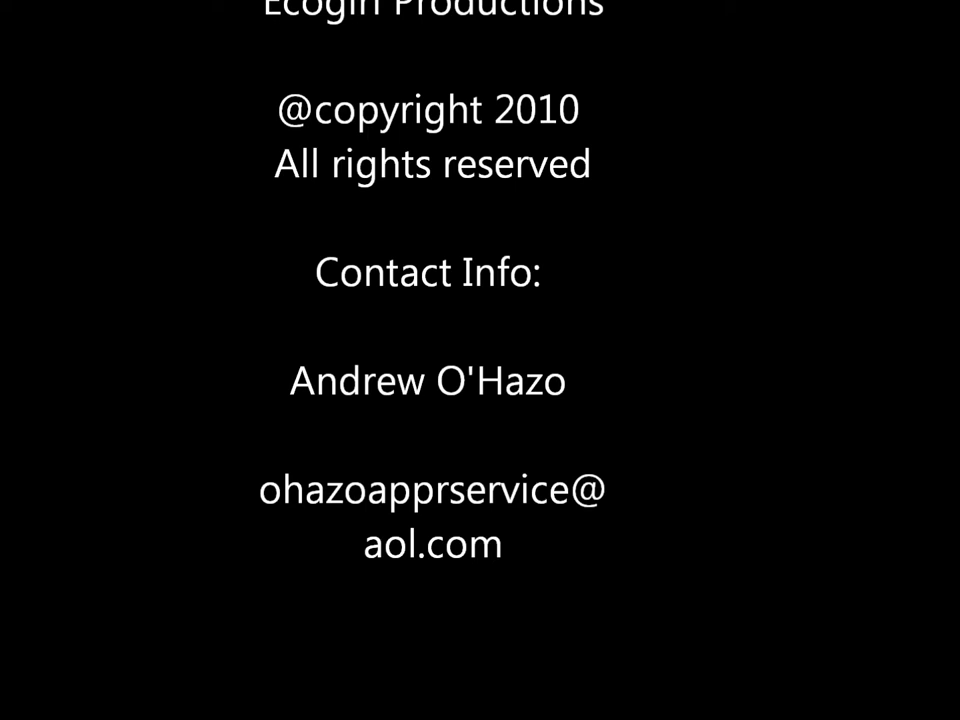 Productions
@copyright 2010
All rights reserved
Contact Info:
Andrew O'Hazo
ohazoapprservice@
aol.com